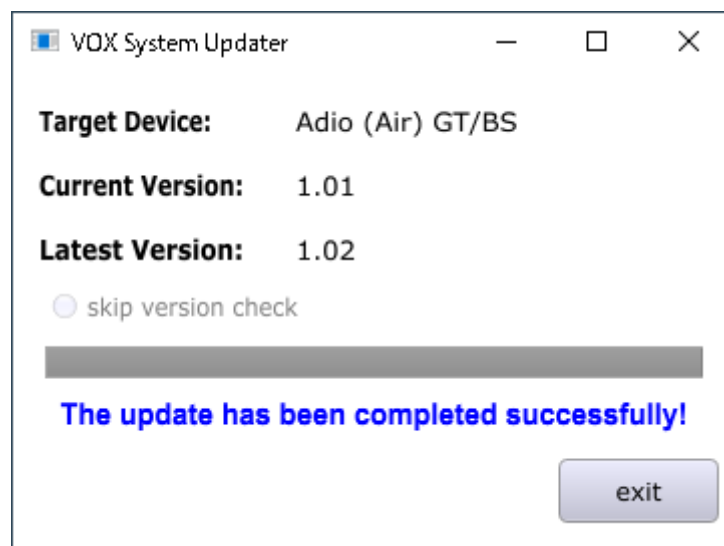 VOX System Updater
Target Device: Adio (Air) GT/BS
Current Version: 1.01
Latest Version: 1.02
skip version check
The update has been completed successfully!
exit